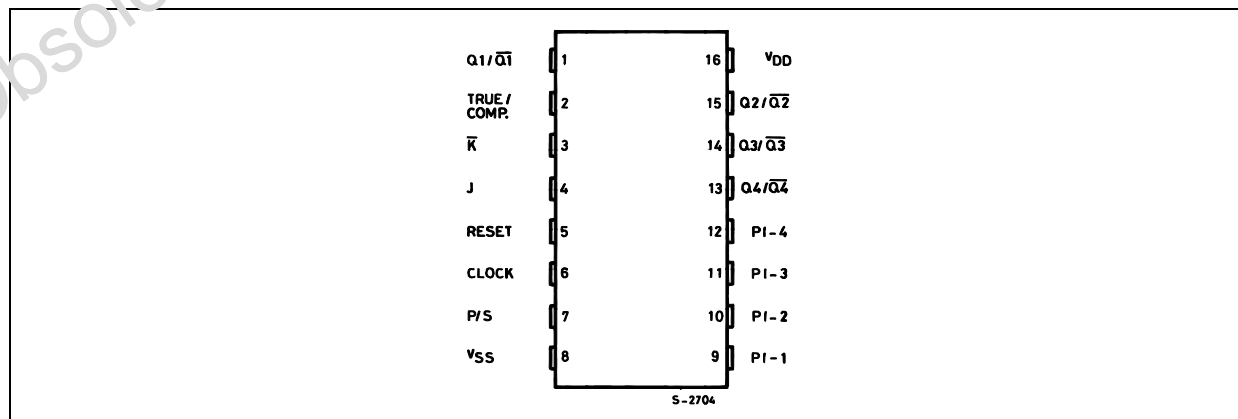 Q1/Q̅1̅ 1 16 VDD
TRUE/ 2 15 Q2/Q̅2̅
COMP.
K̅ 3 14 Q3/Q̅3̅
J 4 13 Q4/Q̅4̅
RESET 5 12 PI-4
CLOCK 6 11 PI-3
P/S 7 10 PI-2
VSS 8 9 PI-1
S-2704